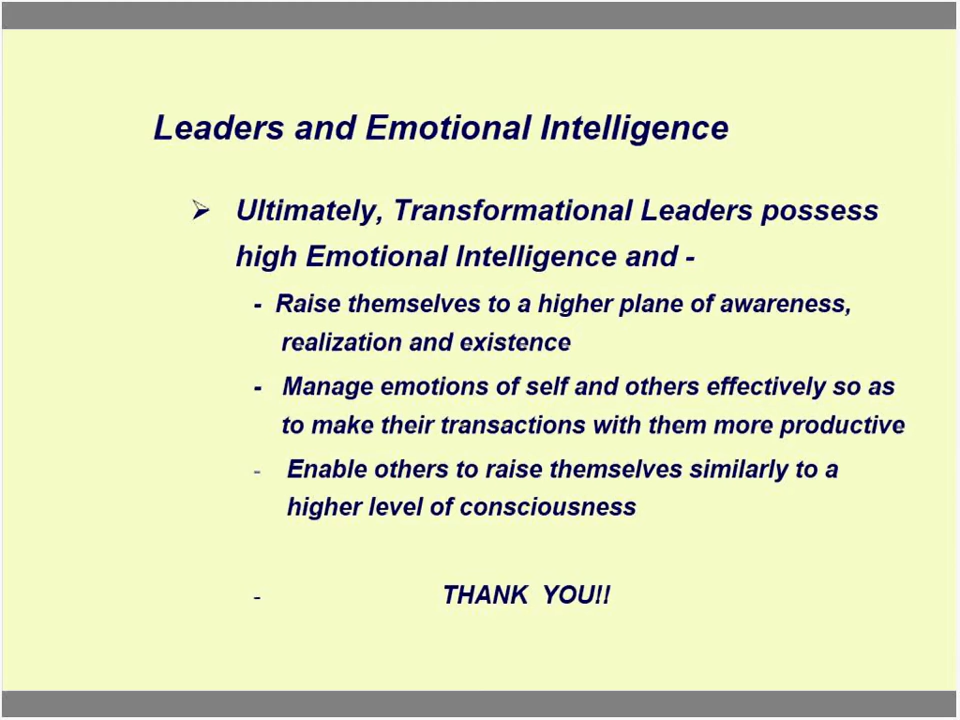 Leaders and Emotional Intelligence
➢ Ultimately, Transformational Leaders possess
high Emotional Intelligence and -
- Raise themselves to a higher plane of awareness,
realization and existence
- Manage emotions of self and others effectively so as
to make their transactions with them more productive
- Enable others to raise themselves similarly to a
higher level of consciousness
- THANK YOU!!